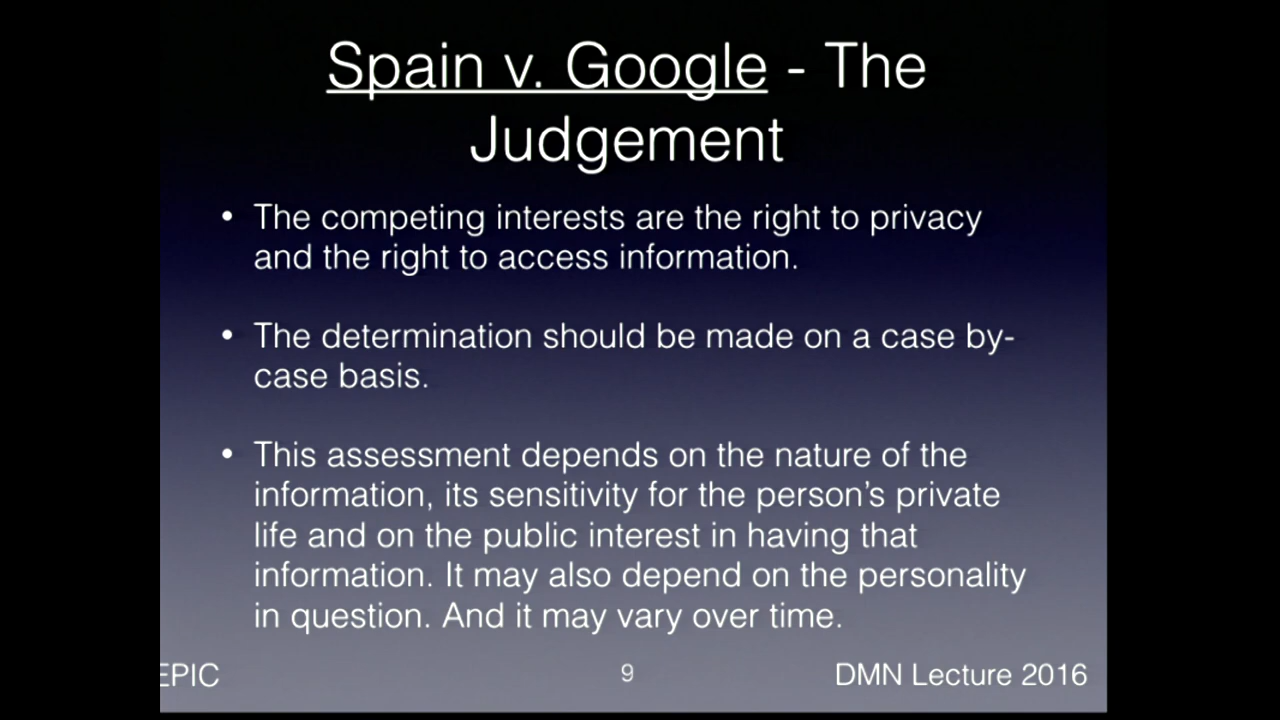 Spain v. Google - The
Judgement
• The competing interests are the right to privacy
and the right to access information.
• The determination should be made on a case by-
case basis.
• This assessment depends on the nature of the
information, its sensitivity for the person’s private
life and on the public interest in having that
information. It may also depend on the personality
in question. And it may vary over time.
EPIC
9
DMN Lecture 2016